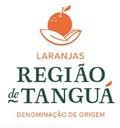 LARANJAS
REGIÃO
de TANGUÁ
DENOMINAÇÃO DE ORIGEM